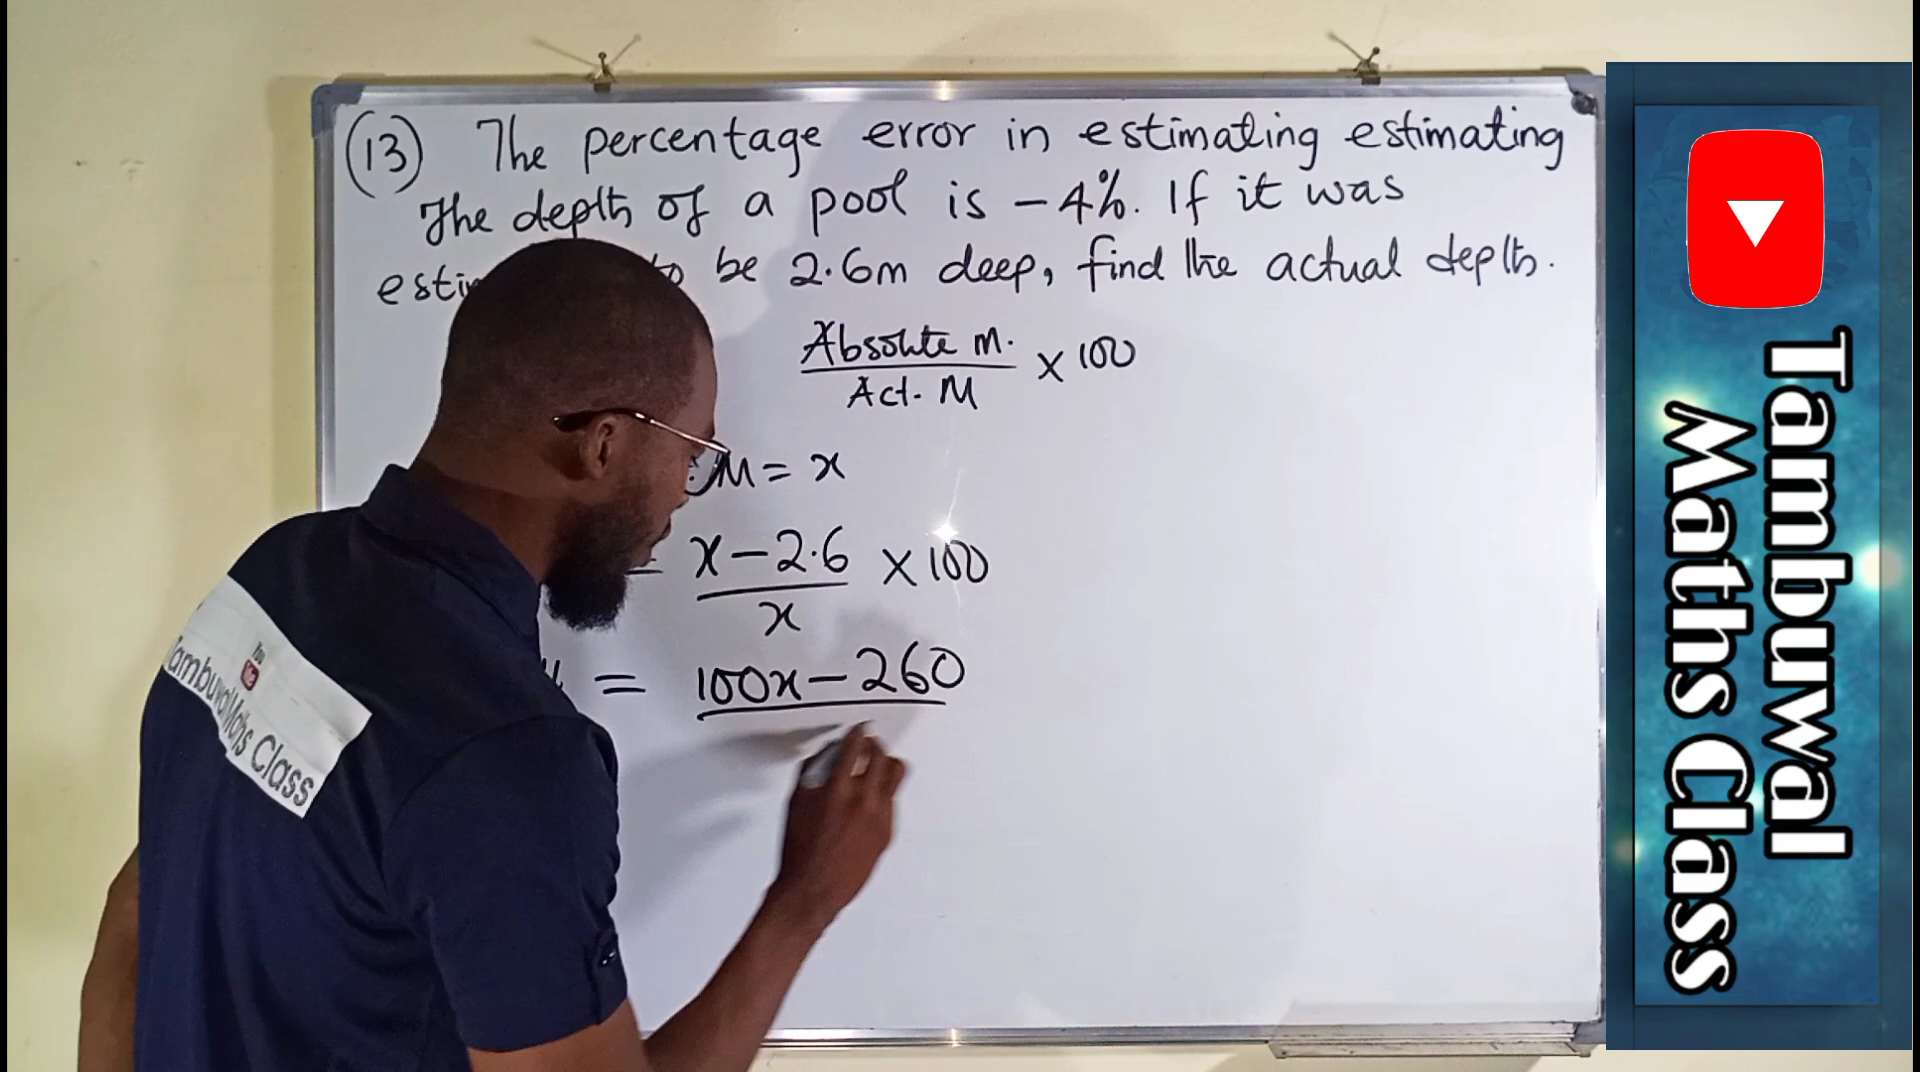 (13) The percentage error in estimating estimating
the depth of a pool is -4%. If it was
to be 2.6m deep, find the actual depth.
Absolute M. / Act. M × 100
M = x
= x - 2.6 / x × 100
= 100x - 260
You
Tambuwal Maths Class
Tambuwal
Maths Class